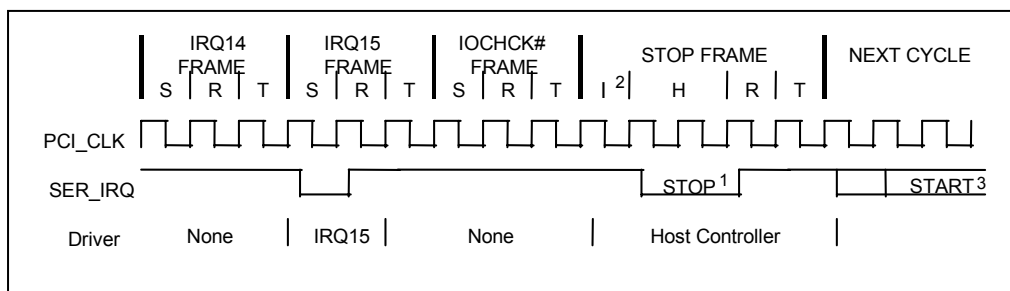 IRQ14 IRQ15 IOCHCK#
FRAME FRAME FRAME STOP FRAME NEXT CYCLE
S R T S R T S R T I 2 H R T
PCI_CLK
SER_IRQ STOP 1 START 3
Driver None IRQ15 None Host Controller